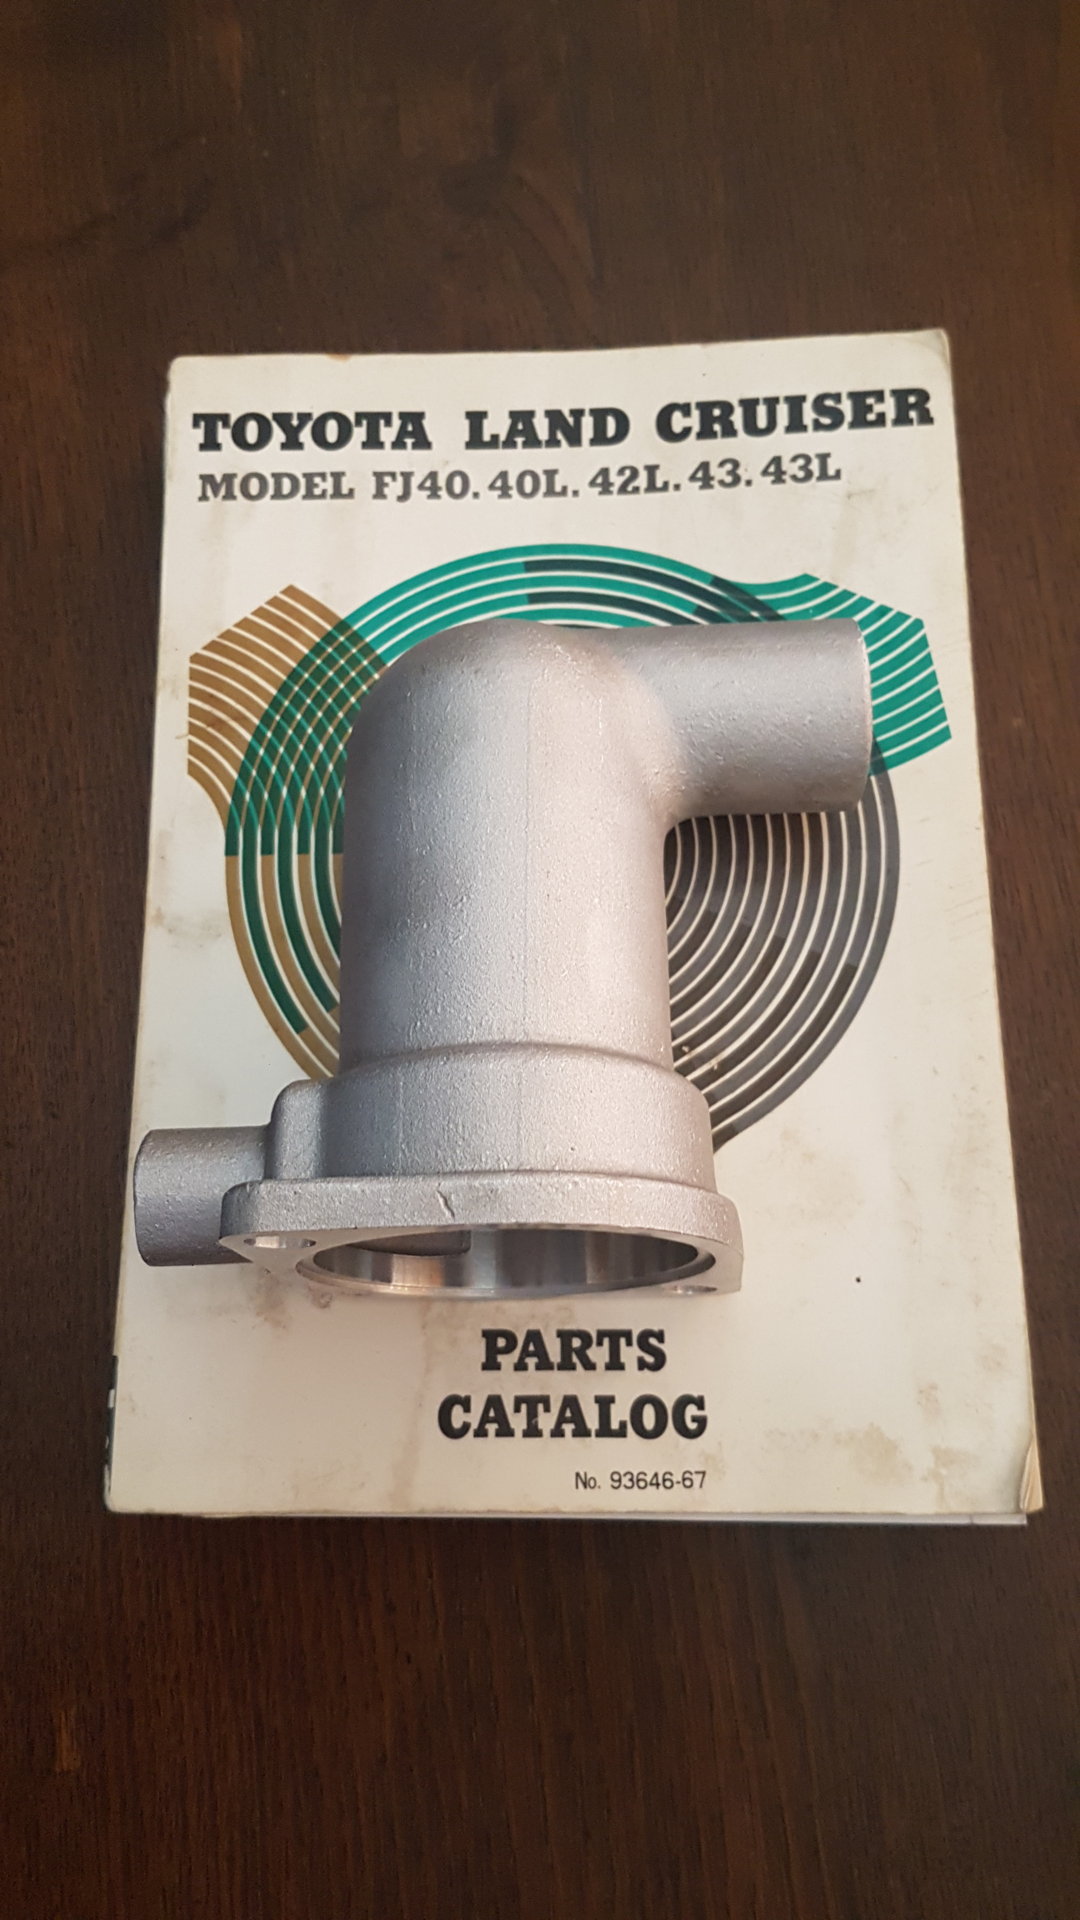 TOYOTA LAND CRUISER
MODEL FJ40. 40L. 42L. 43. 43L
PARTS
CATALOG
No. 93646-67